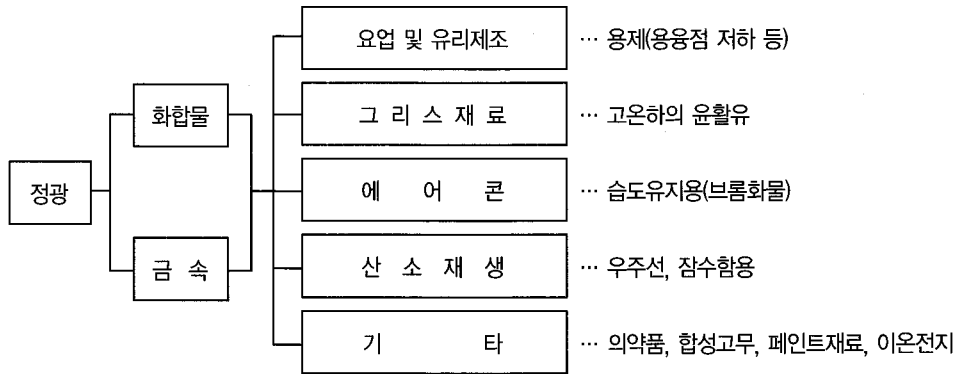 요업 및 유리제조 … 용제(용융점 저하 등)
화합물
그 리 스 재 료 … 고온하의 윤활유
정광
에 어 콘 … 습도유지용(브롬화물)
금 속
산 소 재 생 … 우주선, 잠수함용
기 타 … 의약품, 합성고무, 페인트재료, 이온전지